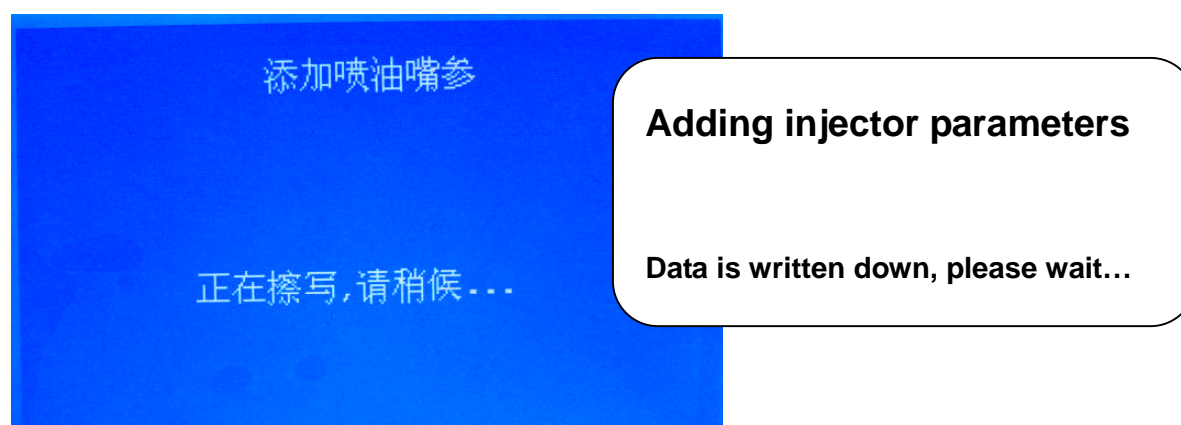 添加喷油嘴参
正在擦写,请稍候...
Adding injector parameters
Data is written down, please wait…